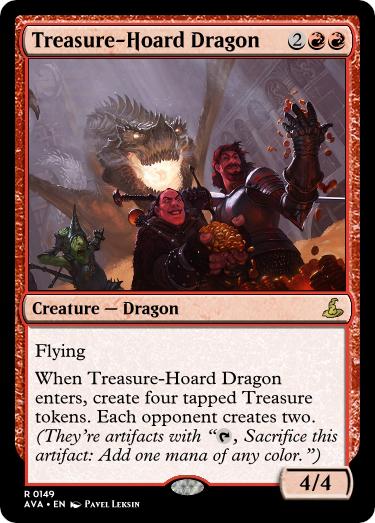 Treasure-Hoard Dragon 2
Creature — Dragon
Flying
When Treasure-Hoard Dragon
enters, create four tapped Treasure
tokens. Each opponent creates two.
(They're artifacts with “, Sacrifice this
artifact: Add one mana of any color.”)
4/4
R 0149
AVA • EN Pavel Leksin